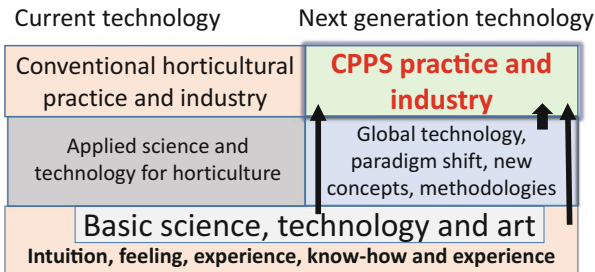 Current technology
Next generation technology
Conventional horticultural
practice and industry
CPPS practice and
industry
Applied science and
technology for horticulture
Global technology,
paradigm shift, new
concepts, methodologies
Basic science, technology and art
Intuition, feeling, experience, know-how and experience